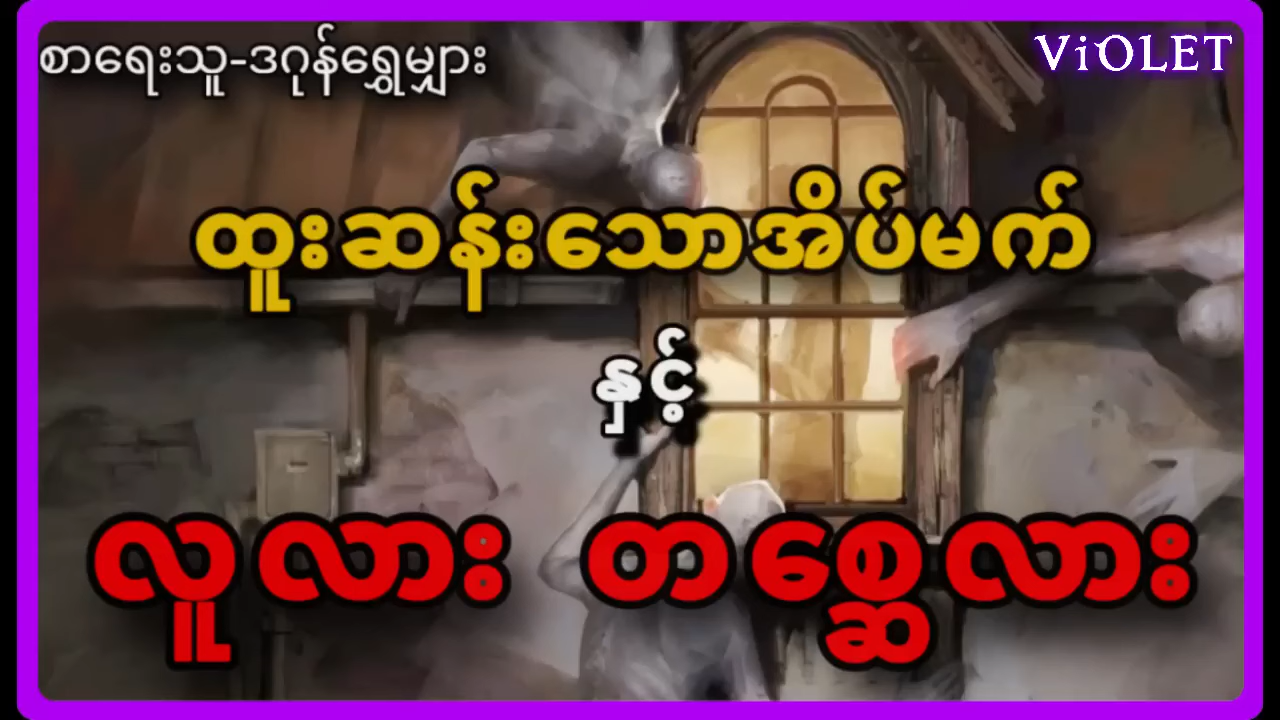 စာရေးသူ-ဒဂုန်ရွှေမျှား
ViOLET
ထူးဆန်းသောအိပ်မက်
နှင့်
လူလား တစ္ဆေလား